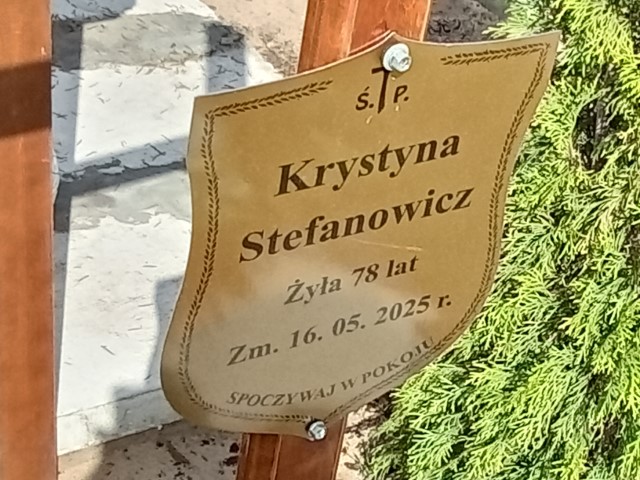 Ś. P.
Krystyna
Stefanowicz
Żyła 78 lat
Zm. 16. 05. 2025 r.
SPOCZYWAJ W POKOJU